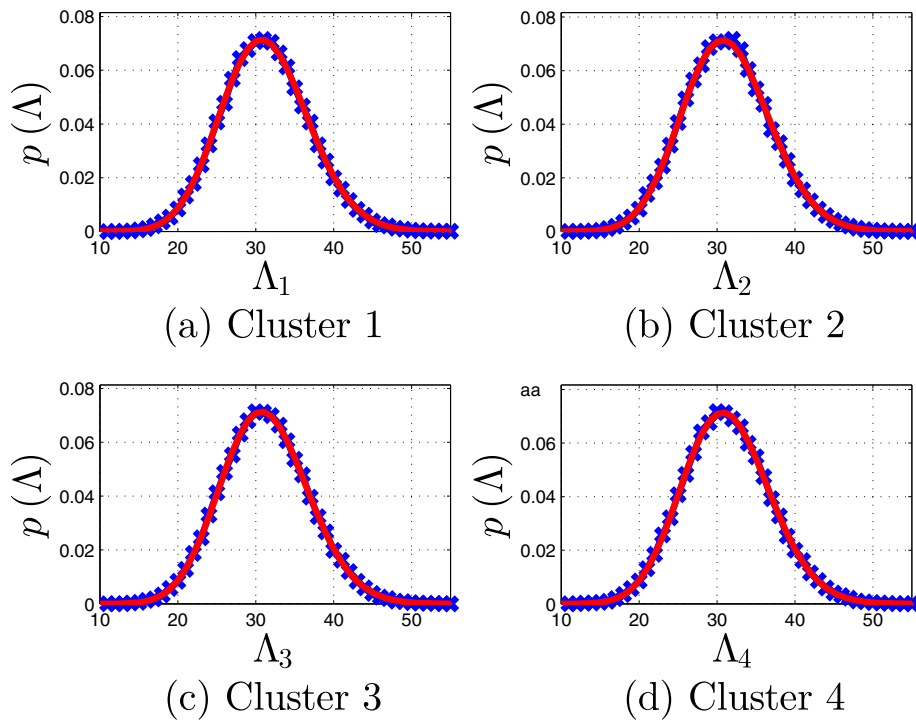 0.08
0.06
0.04
0.02
0
p (Λ)
10 20 30 40 50
Λ1
(a) Cluster 1
0.08
0.06
0.04
0.02
0
p (Λ)
10 20 30 40 50
Λ2
(b) Cluster 2
0.08
0.06
0.04
0.02
0
p (Λ)
10 20 30 40 50
Λ3
(c) Cluster 3
aa
0.06
0.04
0.02
0
p (Λ)
10 20 30 40 50
Λ4
(d) Cluster 4